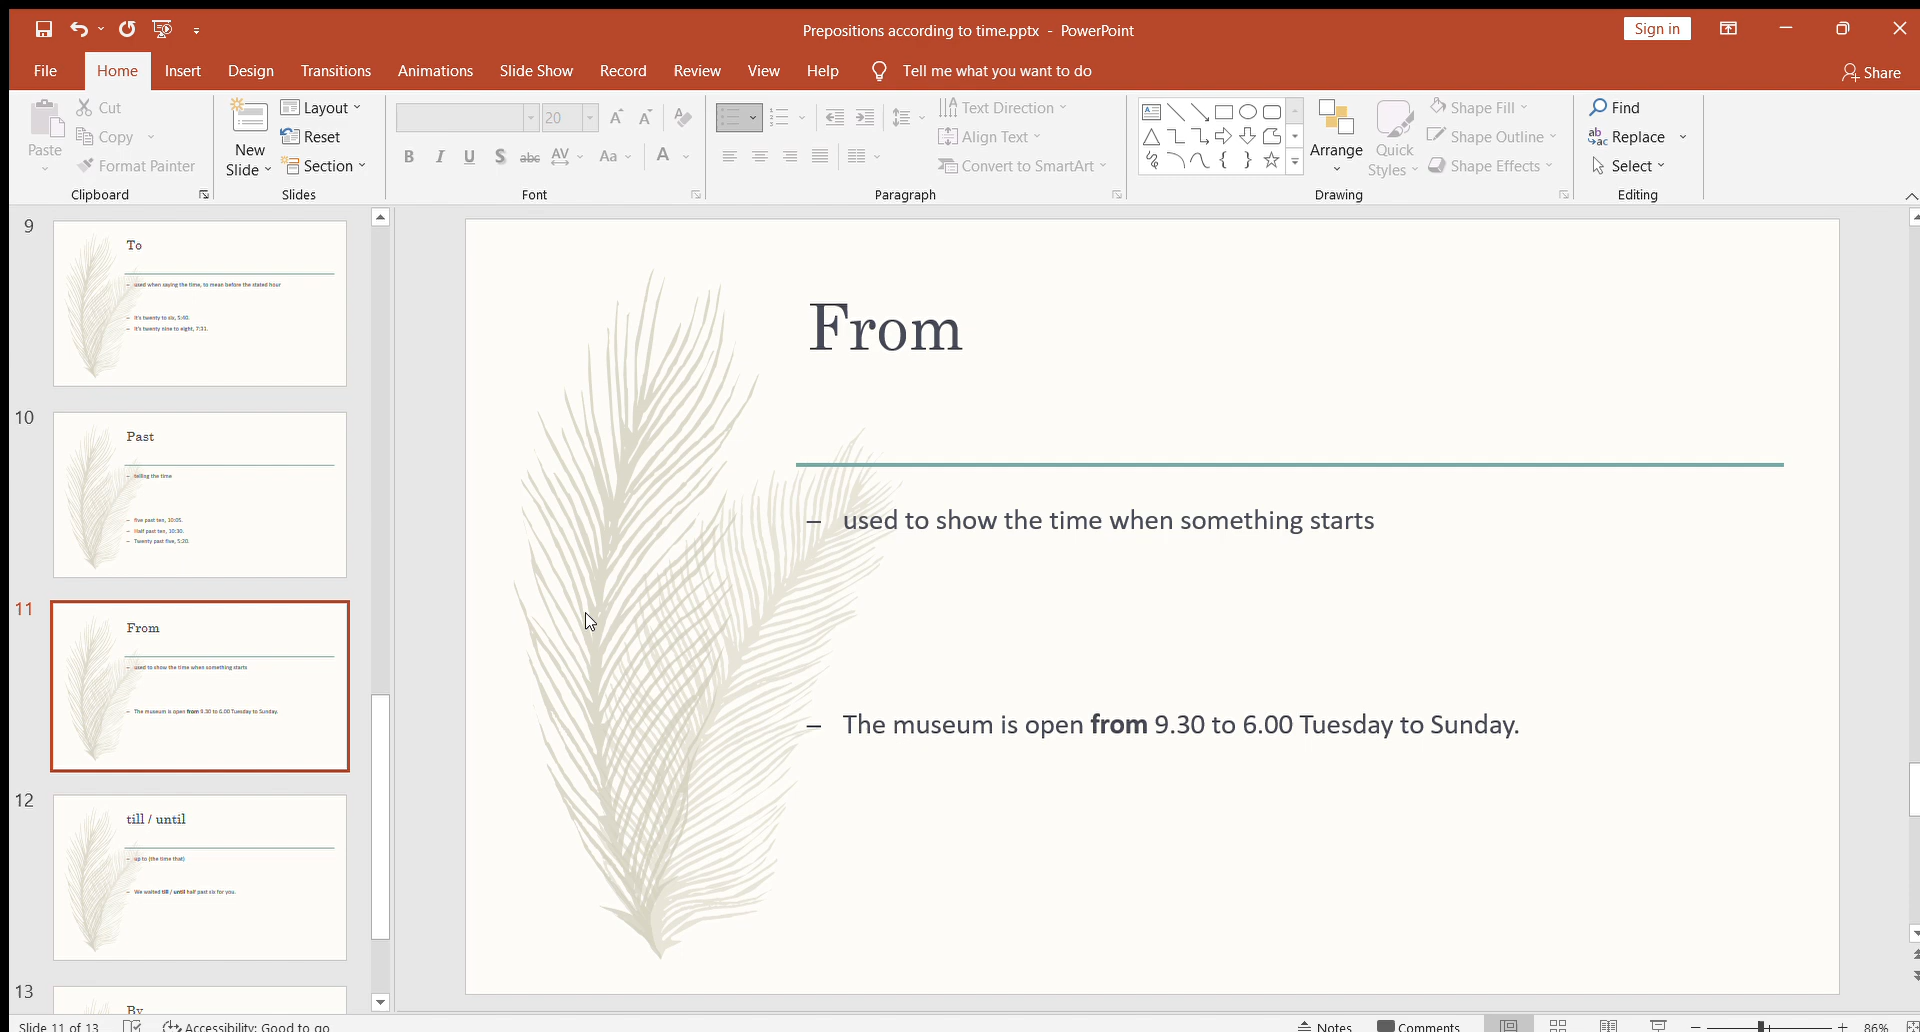 Prepositions according to time.pptx - PowerPoint
Sign in
File Home Insert Design Transitions Animations Slide Show Record Review View Help Tell me what you want to do
Share
Paste
Cut
Copy
Format Painter
Clipboard
New Slide
Layout
Reset
Section
Slides
20
B I U S abc AV Aa A
Font
Text Direction
Align Text
Convert to SmartArt
Paragraph
Arrange
Quick Styles
Shape Fill
Shape Outline
Shape Effects
Drawing
Find
Replace
Select
Editing
9
To
– used when saying the time, to mean before the stated hour
– It's twenty to six, 5:40.
– It's twenty nine to eight, 7:31.
10
Past
– telling the time
– Five past ten, 10:05.
– Half past ten, 10:30.
– Twenty past five, 5:20.
11
From
– used to show the time when something starts
– The museum is open from 9.30 to 6.00 Tuesday to Sunday.
12
till / until
– up to (the time that)
– We waited till / until half past six for you.
13
By
From
– used to show the time when something starts
– The museum is open from 9.30 to 6.00 Tuesday to Sunday.
Slide 11 of 13
Accessibility: Good to go
Notes
Comments
86%